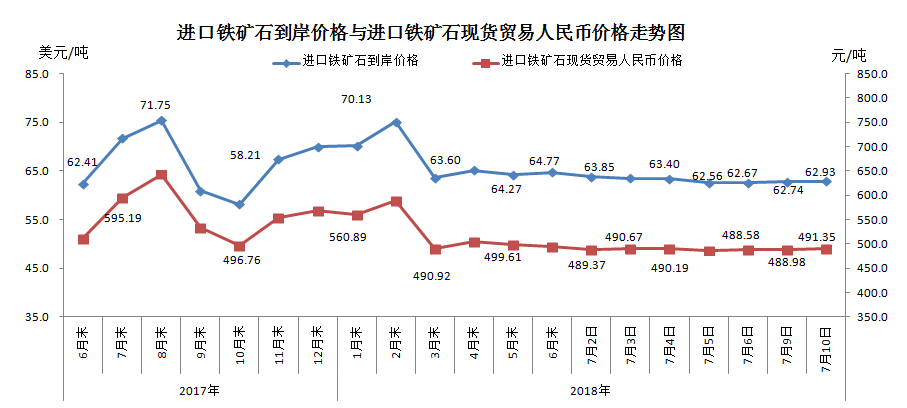 进口铁矿石到岸价格与进口铁矿石现货贸易人民币价格走势图
美元/吨
元/吨
进口铁矿石到岸价格
进口铁矿石现货贸易人民币价格
85.0
75.0
65.0
55.0
45.0
35.0
850.0
800.0
750.0
700.0
650.0
600.0
550.0
500.0
450.0
400.0
350.0
62.41
71.75
58.21
70.13
63.60
64.27
64.77
63.85
63.40
62.56
62.67
62.74
62.93
595.19
496.76
560.89
490.92
499.61
489.37
490.67
490.19
488.58
488.98
491.35
6月末
7月末
8月末
9月末
10月末
11月末
12月末
1月末
2月末
3月末
4月末
5月末
6月末
7月2日
7月3日
7月4日
7月5日
7月6日
7月9日
7月10日
2017年
2018年